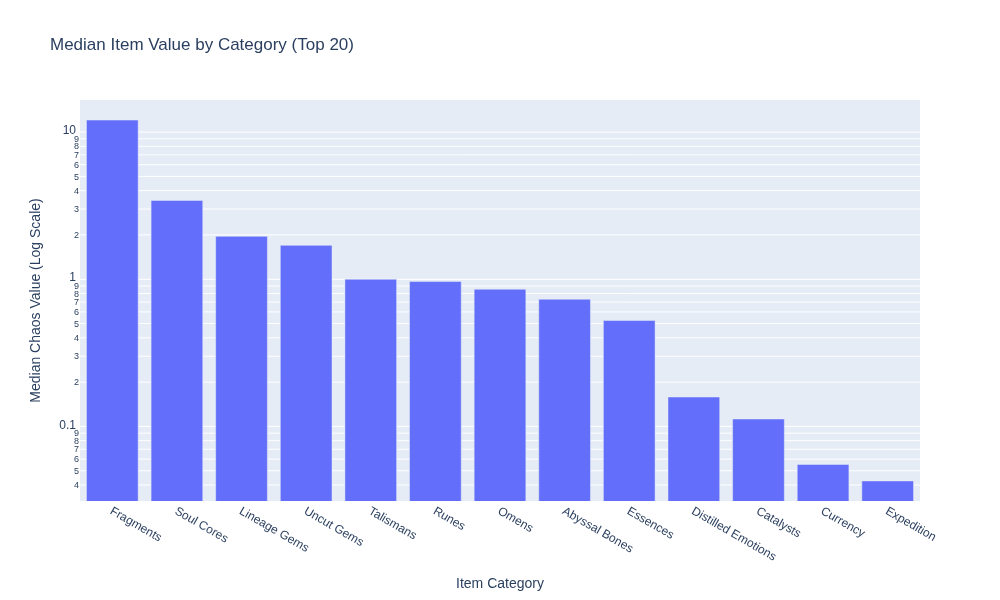 Median Item Value by Category (Top 20)
Median Chaos Value (Log Scale)
10
9
8
7
6
5
4
3
2
1
9
8
7
6
5
4
3
2
0.1
9
8
7
6
5
4
Fragments
Soul Cores
Lineage Gems
Uncut Gems
Talismans
Runes
Omens
Abyssal Bones
Essences
Distilled Emotions
Catalysts
Currency
Expedition
Item Category